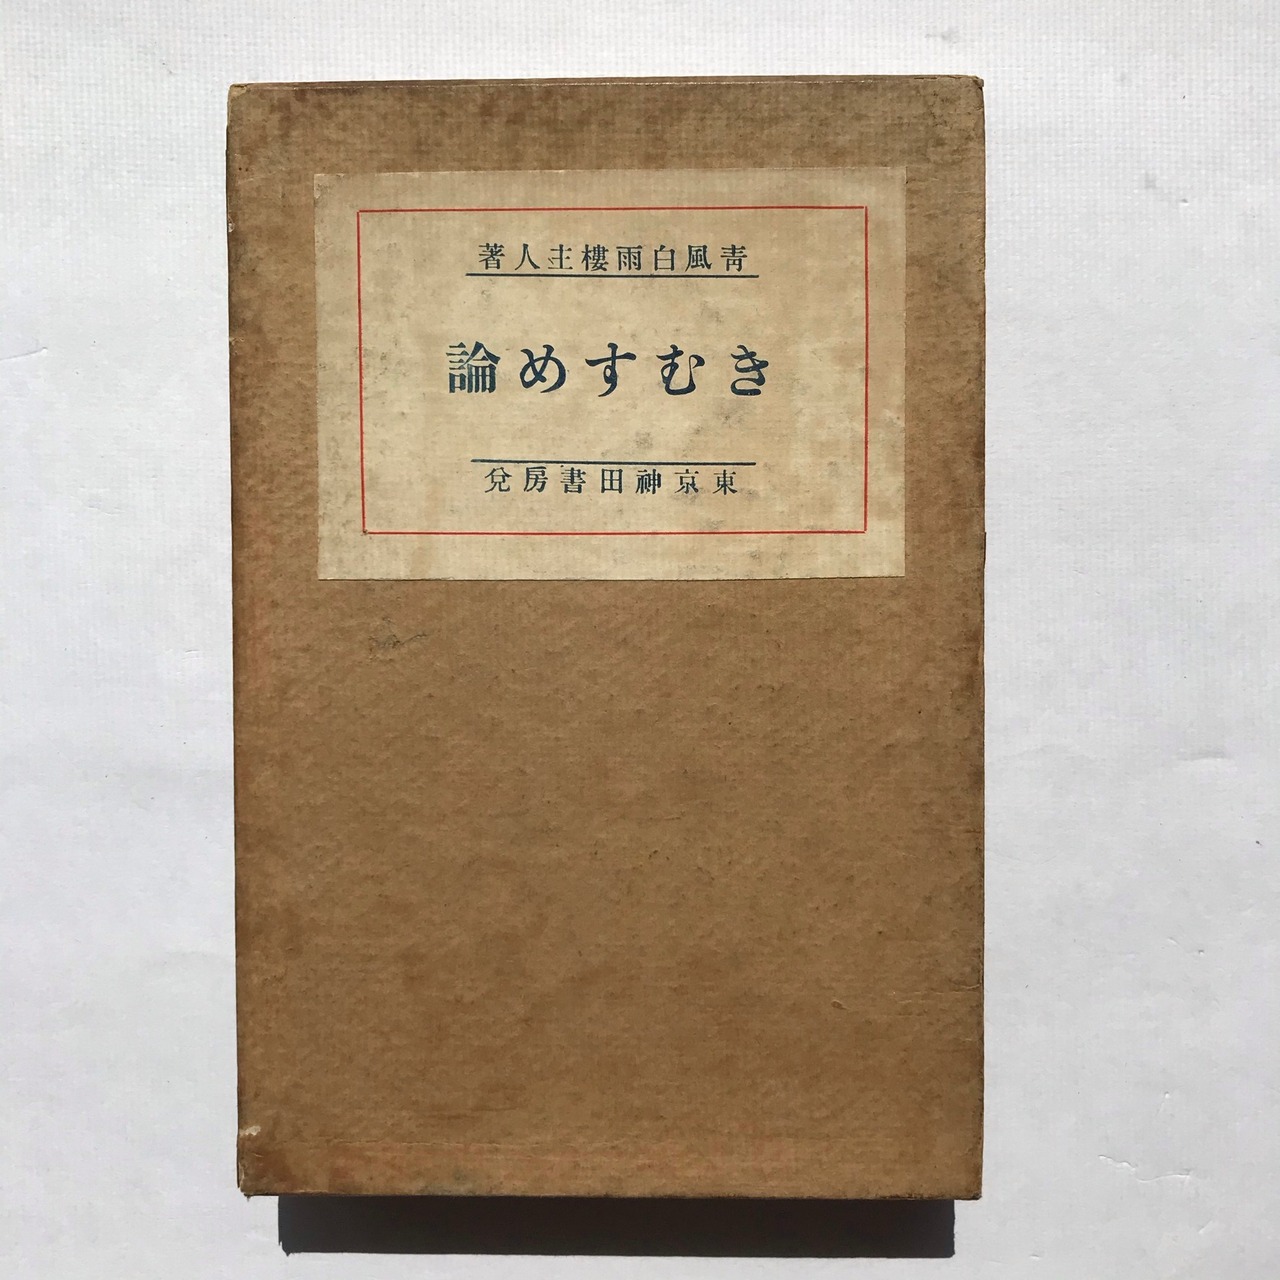 青風白雨樓主人著
きむすめ論
東京神田書房兌